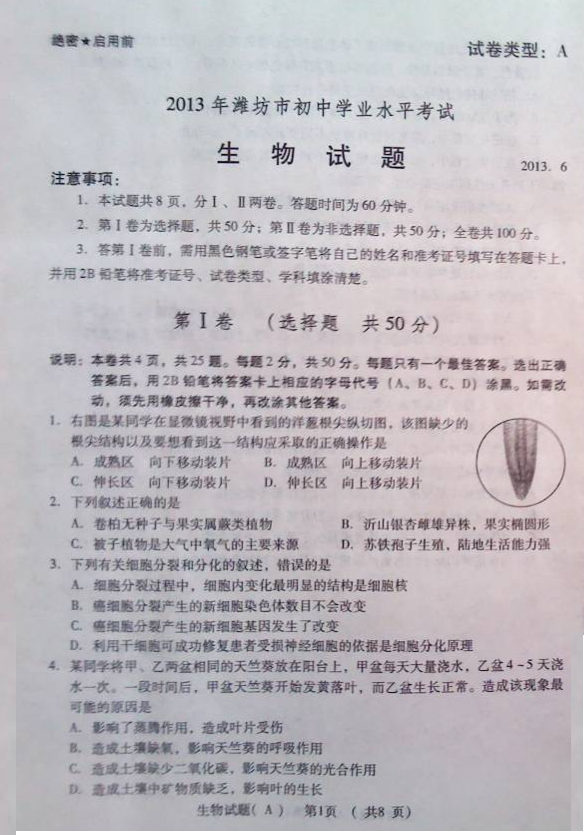 绝密★启用前
试卷类型：A
2013年潍坊市初中学业水平考试
生 物 试 题
2013．6
注意事项：
1．本试题共8页，分Ⅰ、Ⅱ两卷。答题时间为60分钟。
2．第Ⅰ卷为选择题，共50分；第Ⅱ卷为非选择题，共50分；全卷共100分。
3．答第Ⅰ卷前，需用黑色钢笔或签字笔将自己的姓名和准考证号填写在答题卡上，
并用2B铅笔将准考证号、试卷类型、学科填涂清楚。
第Ⅰ卷 （选择题 共50分）
说明：本卷共4页，共25题。每题2分，共50分。每题只有一个最佳答案。选出正确
答案后，用2B铅笔将答案卡上相应的字母代号（A、B、C、D）涂黑。如需改
动，须先用橡皮擦干净，再改涂其他答案。
1．右图是某同学在显微镜视野中看到的洋葱根尖纵切图，该图缺少的
根尖结构以及要想看到这一结构应采取的正确操作是
A．成熟区 向下移动装片 B．成熟区 向上移动装片
C．伸长区 向下移动装片 D．伸长区 向上移动装片
2．下列叙述正确的是
A．卷柏无种子与果实属蕨类植物 B．沂山银杏雌雄异株，果实椭圆形
C．被子植物是大气中氧气的主要来源 D．苏铁孢子生殖，陆地生活能力强
3．下列有关细胞分裂和分化的叙述，错误的是
A．细胞分裂过程中，细胞内变化最明显的结构是细胞核
B．癌细胞分裂产生的新细胞染色体数目不会改变
C．癌细胞分裂产生的新细胞基因发生了改变
D．利用干细胞可成功修复患者受损神经细胞的依据是细胞分化原理
4．某同学将甲、乙两盆相同的天竺葵放在阳台上，甲盆每天大量浇水，乙盆4~5天浇
水一次。一段时间后，甲盆天竺葵开始发黄落叶，而乙盆生长正常。造成该现象最
可能的原因是
A．影响了蒸腾作用，造成叶片受伤
B．造成土壤缺氧，影响天竺葵的呼吸作用
C．造成土壤缺少二氧化碳，影响天竺葵的光合作用
D．造成土壤中矿物质缺乏，影响叶的生长
生物试题（A） 第1页 （共8页）